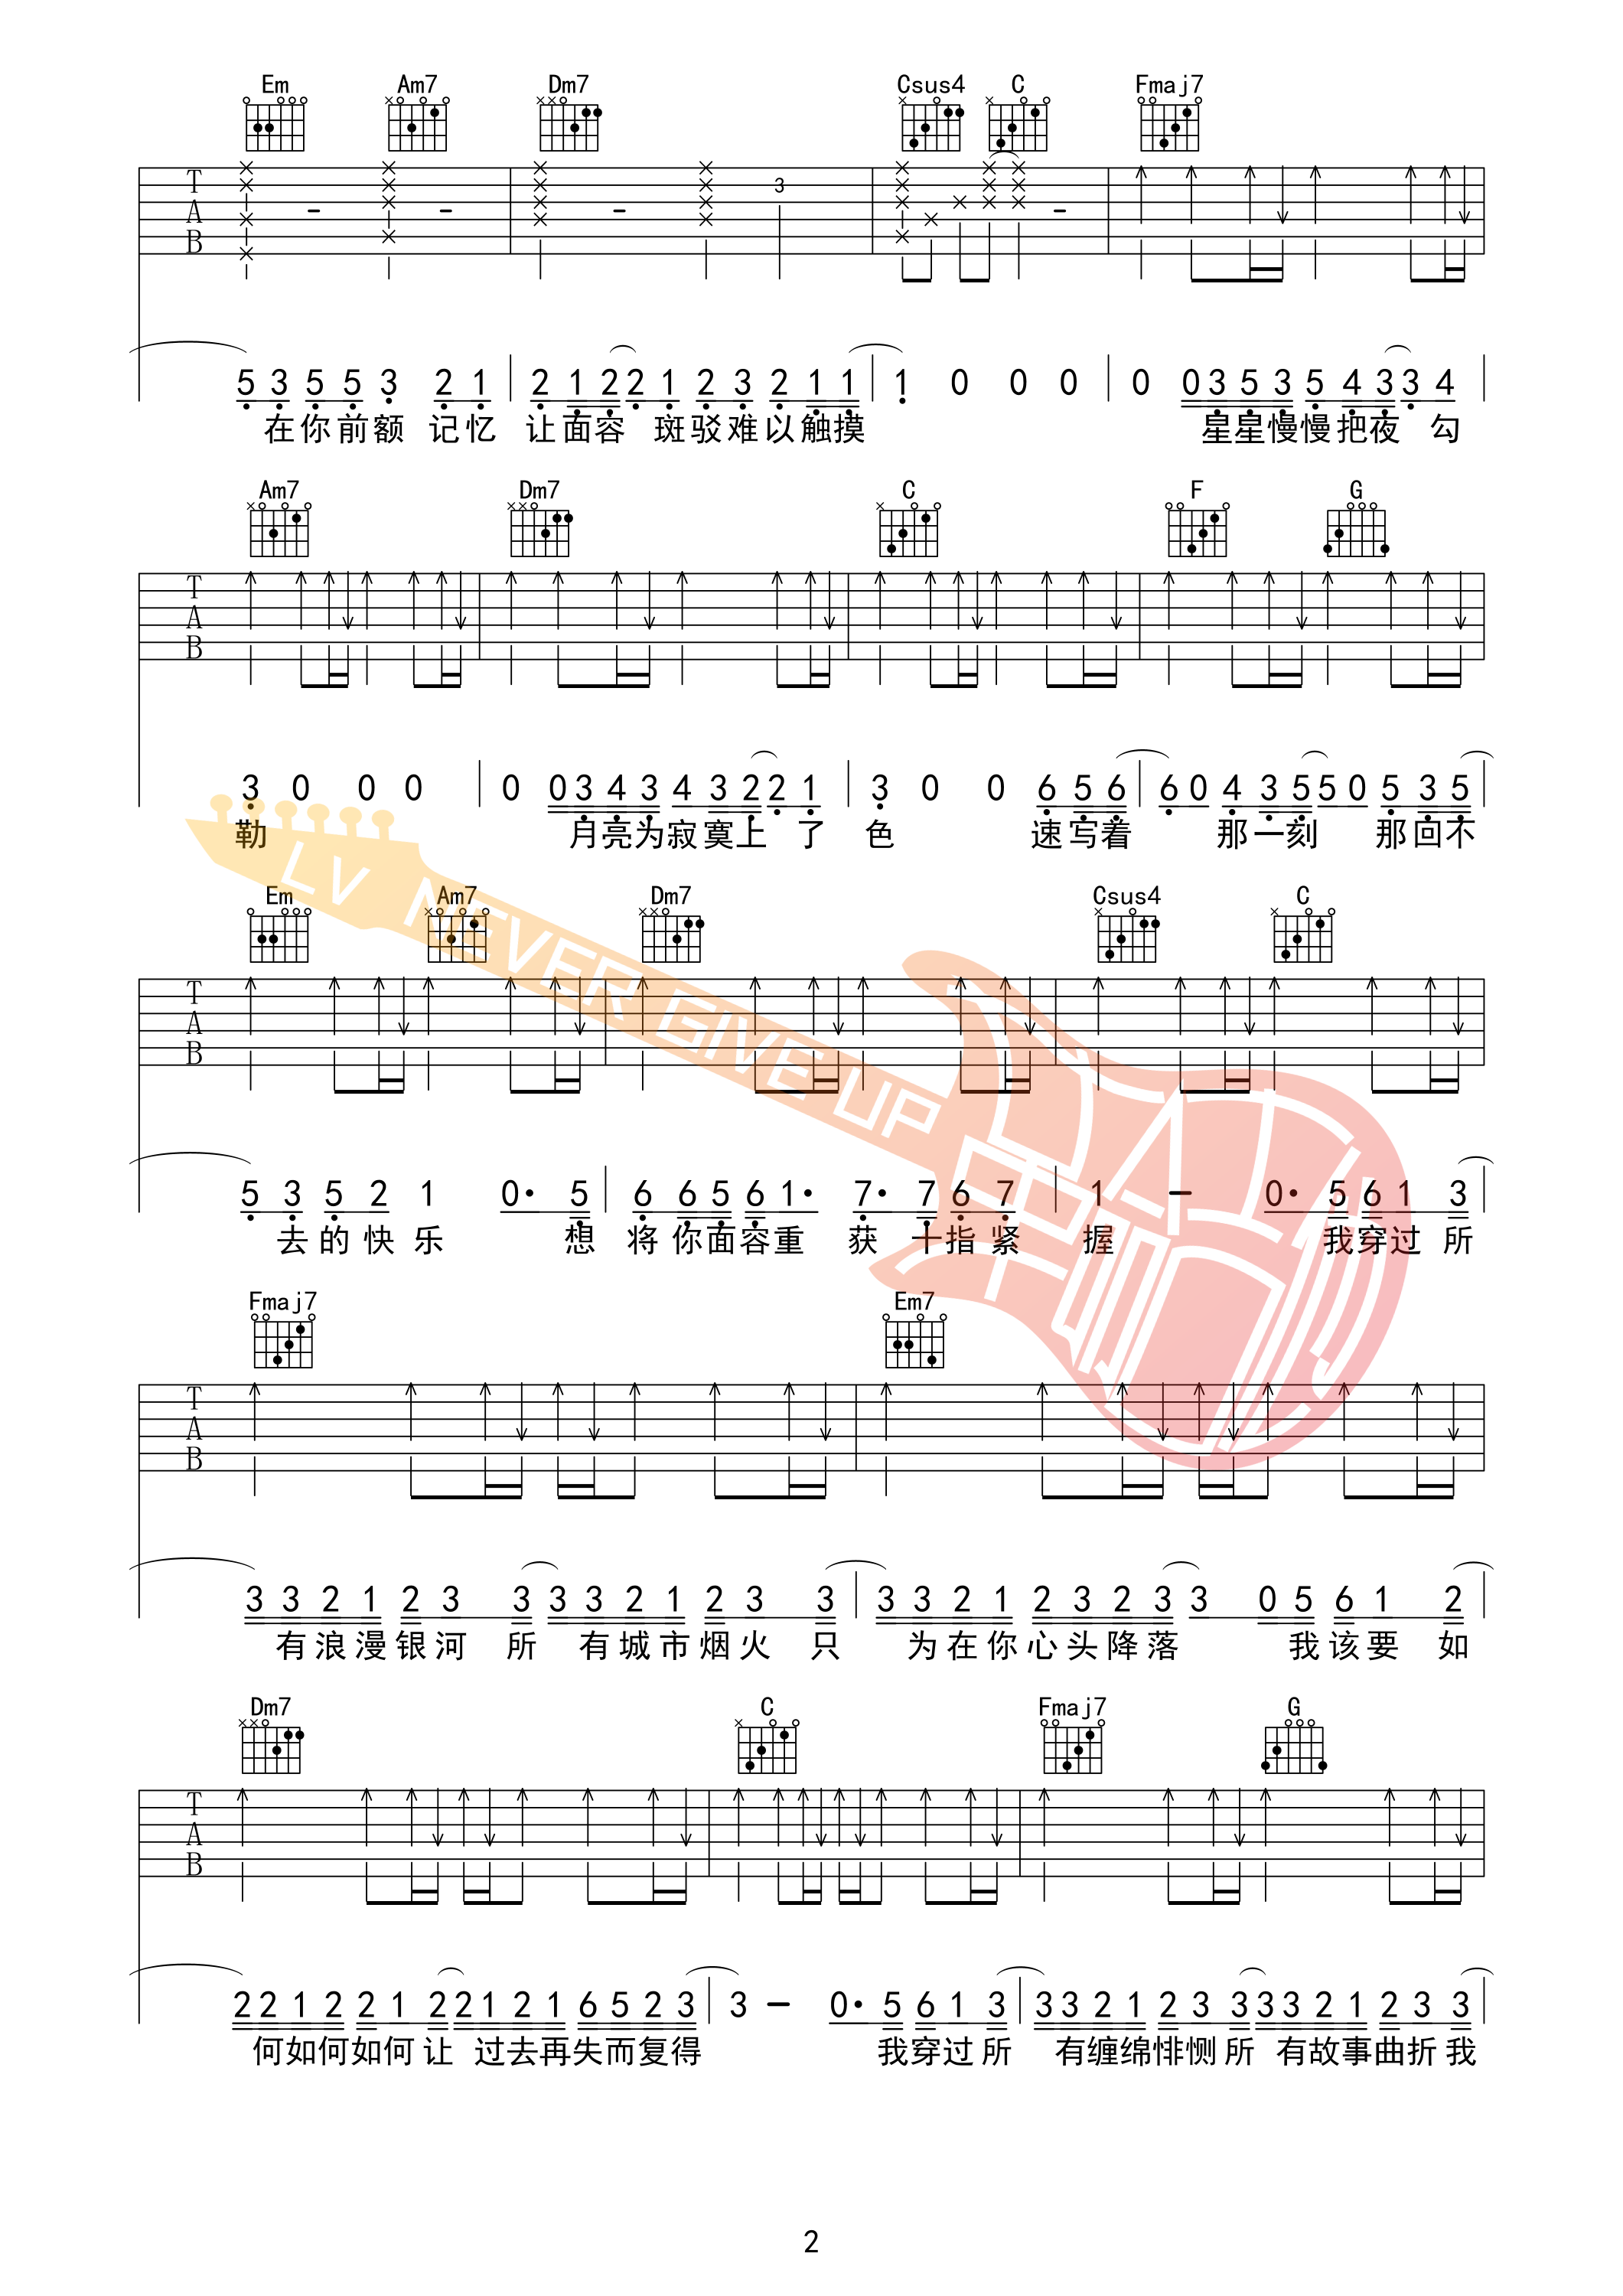 Em Am7 Dm7 Csus4 C Fmaj7
T
A
B
3
5 3 5 5 3 2 1 2 1 2 2 1 2 3 2 1 1 1 0 0 0 0 0 3 5 3 5 4 3 3 4
在你前额 记忆 让面容 斑驳难以触摸 星星慢慢把夜 勾
Am7 Dm7 C F G
T
A
B
3 0 0 0 0 0 3 4 3 4 3 2 2 1 3 0 0 6 5 6 6 0 4 3 5 5 0 5 3 5
勒 月亮为寂寞上 了 色 速写着 那一刻 那回不
LV NEVER GIVE UP
Em Am7 Dm7 Csus4 C
T
A
B
5 3 5 2 1 0· 5 6 6 5 6 1· 7· 7 6 7 1 – 0· 5 6 1 3
去的快乐 想 将你面容重 获 十指紧 握 我穿过 所
Fmaj7 Em7
T
A
B
3 3 2 1 2 3 3 3 3 2 1 2 3 3 3 3 2 1 2 3 2 3 3 0 5 6 1 2
有浪漫银河 所 有城市烟火 只 为在你心头降落 我该要 如
Dm7 C Fmaj7 G
T
A
B
2 2 1 2 2 1 2 2 1 2 1 6 5 2 3 3 – 0· 5 6 1 3 3 3 2 1 2 3 3 3 3 2 1 2 3 3
何如何如何让 过去再失而复得 我穿过所 有缠绵悱恻所 有故事曲折我
2